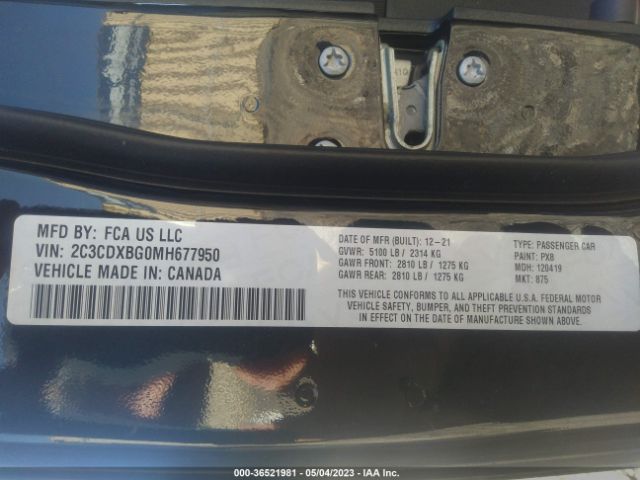 410
MFD BY: FCA US LLC
VIN: 2C3CDXBG0MH677950
VEHICLE MADE IN: CANADA
DATE OF MFR (BUILT): 12-21
GVWR: 5100 LB / 2314 KG
GAWR FRONT: 2810 LB / 1275 KG
GAWR REAR: 2810 LB / 1275 KG
TYPE: PASSENGER CAR
PAINT: PX8
MDH: 120419
MKT: 875
THIS VEHICLE CONFORMS TO ALL APPLICABLE U.S.A. FEDERAL MOTOR
VEHICLE SAFETY, BUMPER, AND THEFT PREVENTION STANDARDS
IN EFFECT ON THE DATE OF MANUFACTURE SHOWN ABOVE.
000-36521981 - 05/04/2023 - IAA Inc.